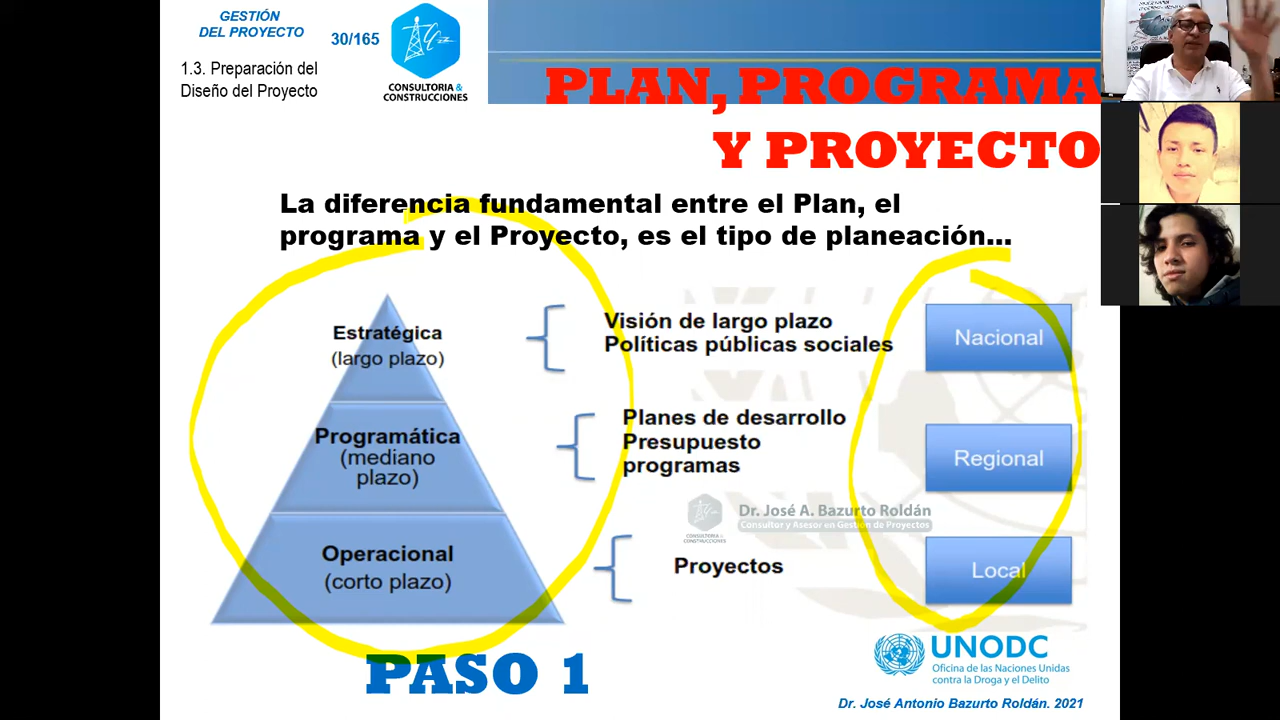 GESTIÓN
DEL PROYECTO
30/165
1.3. Preparación del
Diseño del Proyecto
CONSULTORIA &
CONSTRUCCIONES
PLAN, PROGRAMA
Y PROYECTO
La diferencia fundamental entre el Plan, el
programa y el Proyecto, es el tipo de planeación...
Estratégica
(largo plazo)
Visión de largo plazo
Políticas públicas sociales
Nacional
Programática
(mediano
plazo)
Planes de desarrollo
Presupuesto
programas
Regional
Dr. José A. Bazurto Roldán
Consultor y Asesor en Gestión de Proyectos
CONSULTORIA &
CONSTRUCCIONES
Operacional
(corto plazo)
Proyectos
Local
PASO 1
UNODC
Oficina de las Naciones Unidas
contra la Droga y el Delito
Dr. José Antonio Bazurto Roldán. 2021